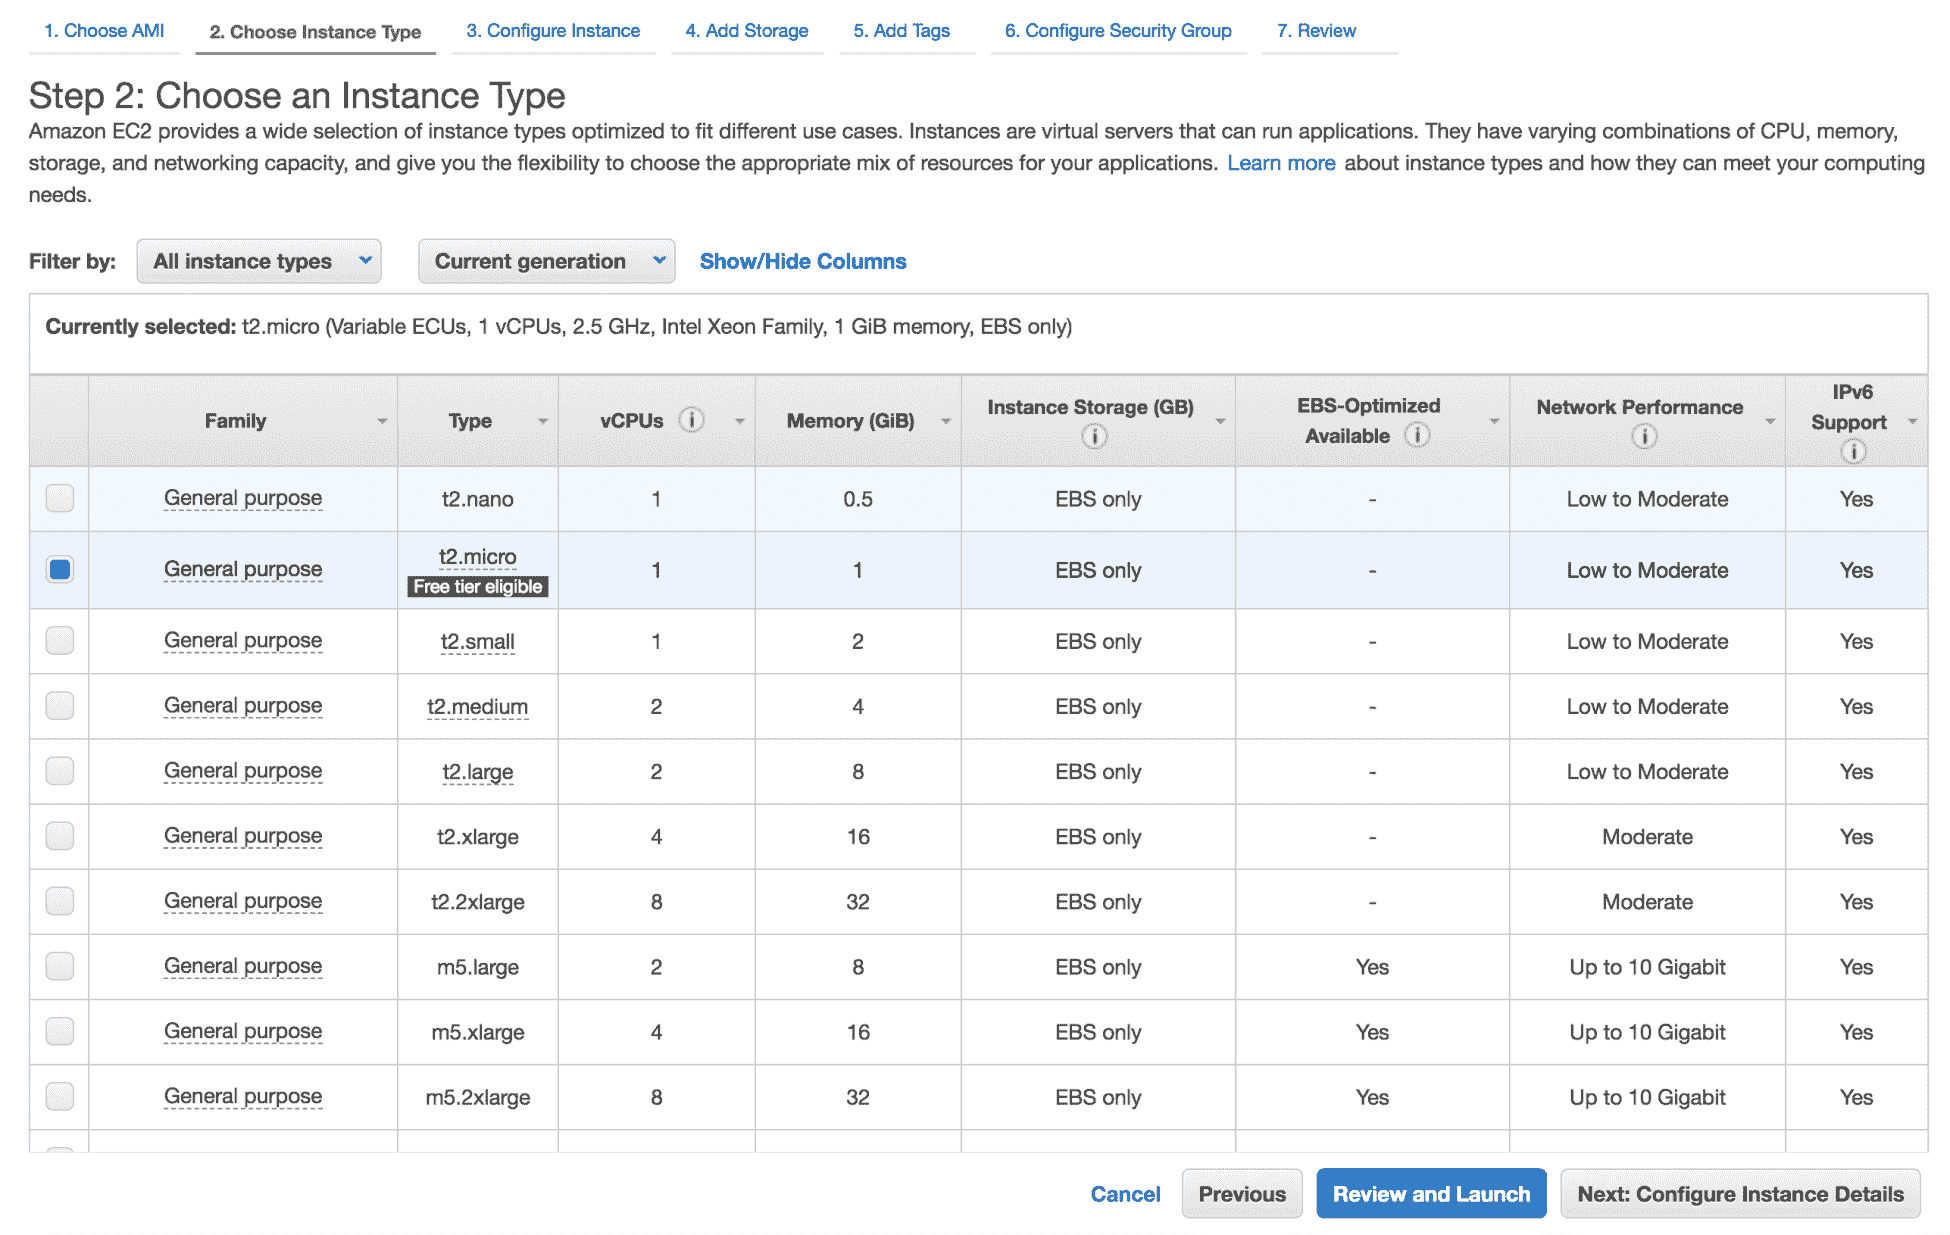 1. Choose AMI 2. Choose Instance Type 3. Configure Instance 4. Add Storage 5. Add Tags 6. Configure Security Group 7. Review
Step 2: Choose an Instance Type
Amazon EC2 provides a wide selection of instance types optimized to fit different use cases. Instances are virtual servers that can run applications. They have varying combinations of CPU, memory,
storage, and networking capacity, and give you the flexibility to choose the appropriate mix of resources for your applications. Learn more about instance types and how they can meet your computing
needs.
Filter by: All instance types Current generation Show/Hide Columns
Currently selected: t2.micro (Variable ECUs, 1 vCPUs, 2.5 GHz, Intel Xeon Family, 1 GiB memory, EBS only)
Family Type vCPUs Memory (GiB) Instance Storage (GB) EBS-Optimized Available Network Performance IPv6 Support
General purpose t2.nano 1 0.5 EBS only - Low to Moderate Yes
General purpose t2.micro Free tier eligible 1 1 EBS only - Low to Moderate Yes
General purpose t2.small 1 2 EBS only - Low to Moderate Yes
General purpose t2.medium 2 4 EBS only - Low to Moderate Yes
General purpose t2.large 2 8 EBS only - Low to Moderate Yes
General purpose t2.xlarge 4 16 EBS only - Moderate Yes
General purpose t2.2xlarge 8 32 EBS only - Moderate Yes
General purpose m5.large 2 8 EBS only Yes Up to 10 Gigabit Yes
General purpose m5.xlarge 4 16 EBS only Yes Up to 10 Gigabit Yes
General purpose m5.2xlarge 8 32 EBS only Yes Up to 10 Gigabit Yes
Cancel Previous Review and Launch Next: Configure Instance Details